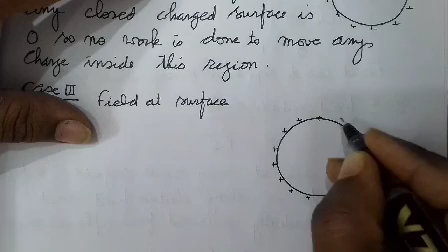 any closed charged surface is
0 so no work is done to move any
charge inside this region.
Case III field at surface